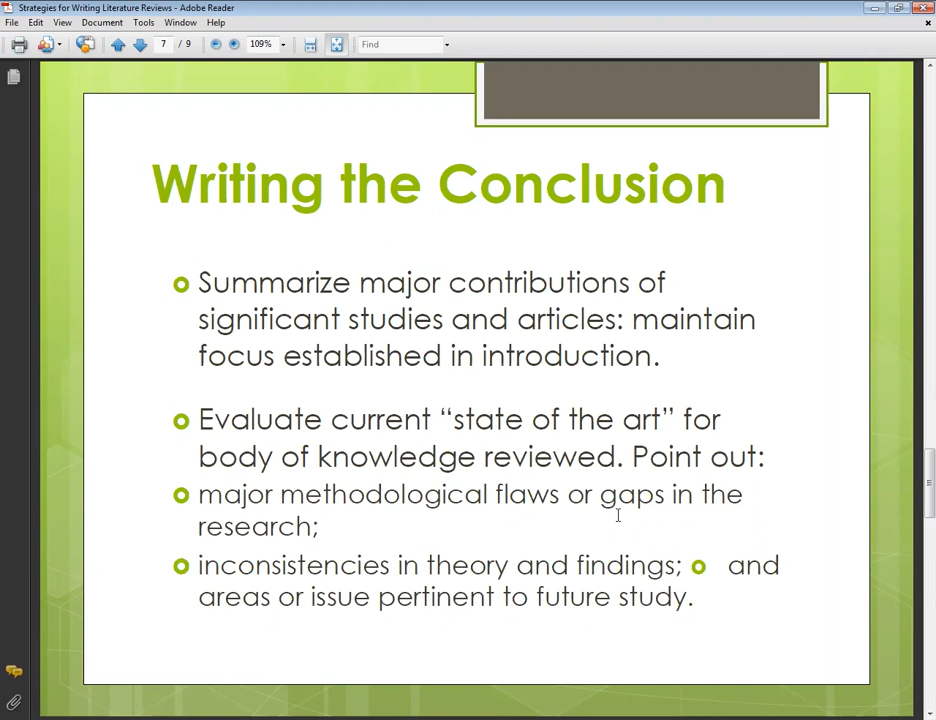 Strategies for Writing Literature Reviews - Adobe Reader
File Edit View Document Tools Window Help
7 / 9 109% Find
Writing the Conclusion
Summarize major contributions of
significant studies and articles: maintain
focus established in introduction.
Evaluate current “state of the art” for
body of knowledge reviewed. Point out:
major methodological flaws or gaps in the
research;
inconsistencies in theory and findings; and
areas or issue pertinent to future study.